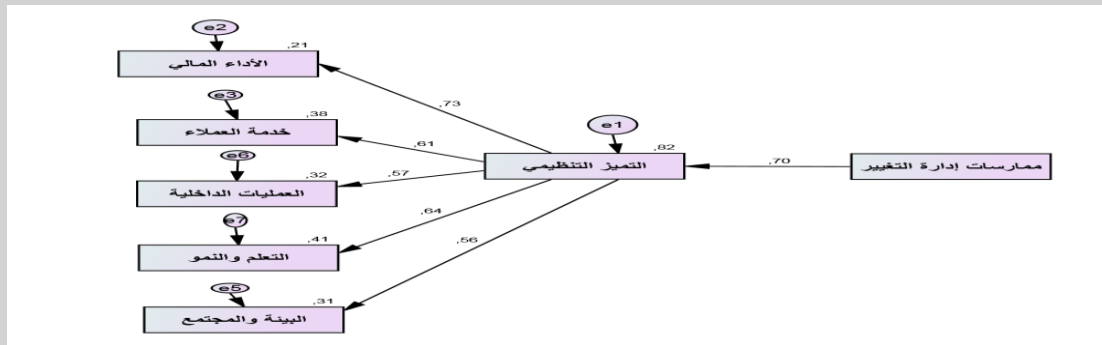 e2
,21
الأداء المالي
e3
,38
خدمة العملاء
e6
,32
العمليات الداخلية
e7
,41
التعلم والنمو
e5
,31
البيئة والمجتمع
,73
,61
,57
,64
,56
e1
,82
التميز التنظيمي
,70
ممارسات إدارة التغيير